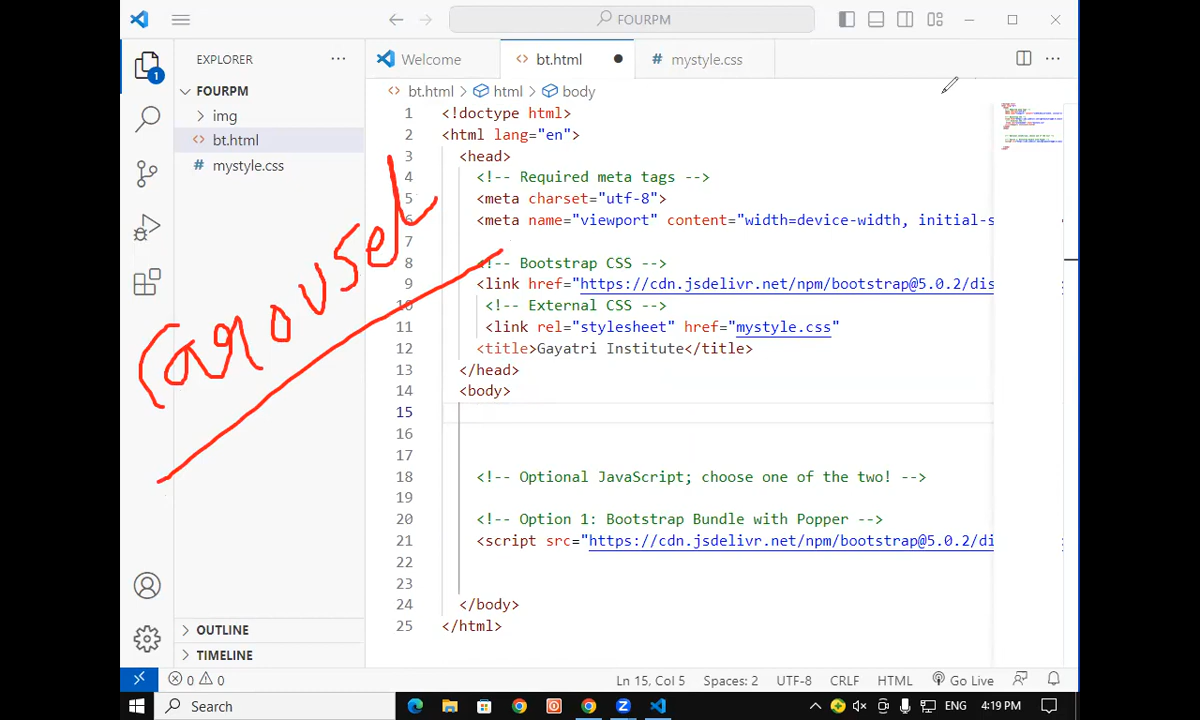 FOURPM
EXPLORER
Welcome
bt.html
mystyle.css
1
FOURPM
bt.html > html > body
img
bt.html
mystyle.css
1 <!doctype html>
2 <html lang="en">
3 <head>
4 <!-- Required meta tags -->
5 <meta charset="utf-8">
6 <meta name="viewport" content="width=device-width, initial-s
7
8 <!-- Bootstrap CSS -->
9 <link href="https://cdn.jsdelivr.net/npm/bootstrap@5.0.2/dis
10 <!-- External CSS -->
11 <link rel="stylesheet" href="mystyle.css"
12 <title>Gayatri Institute</title>
13 </head>
14 <body>
15
16
17
18 <!-- Optional JavaScript; choose one of the two! -->
19
20 <!-- Option 1: Bootstrap Bundle with Popper -->
21 <script src="https://cdn.jsdelivr.net/npm/bootstrap@5.0.2/di
22
23
24 </body>
25 </html>
Carousel
OUTLINE
TIMELINE
0 0
Ln 15, Col 5 Spaces: 2 UTF-8 CRLF HTML Go Live
Search
ENG 4:19 PM